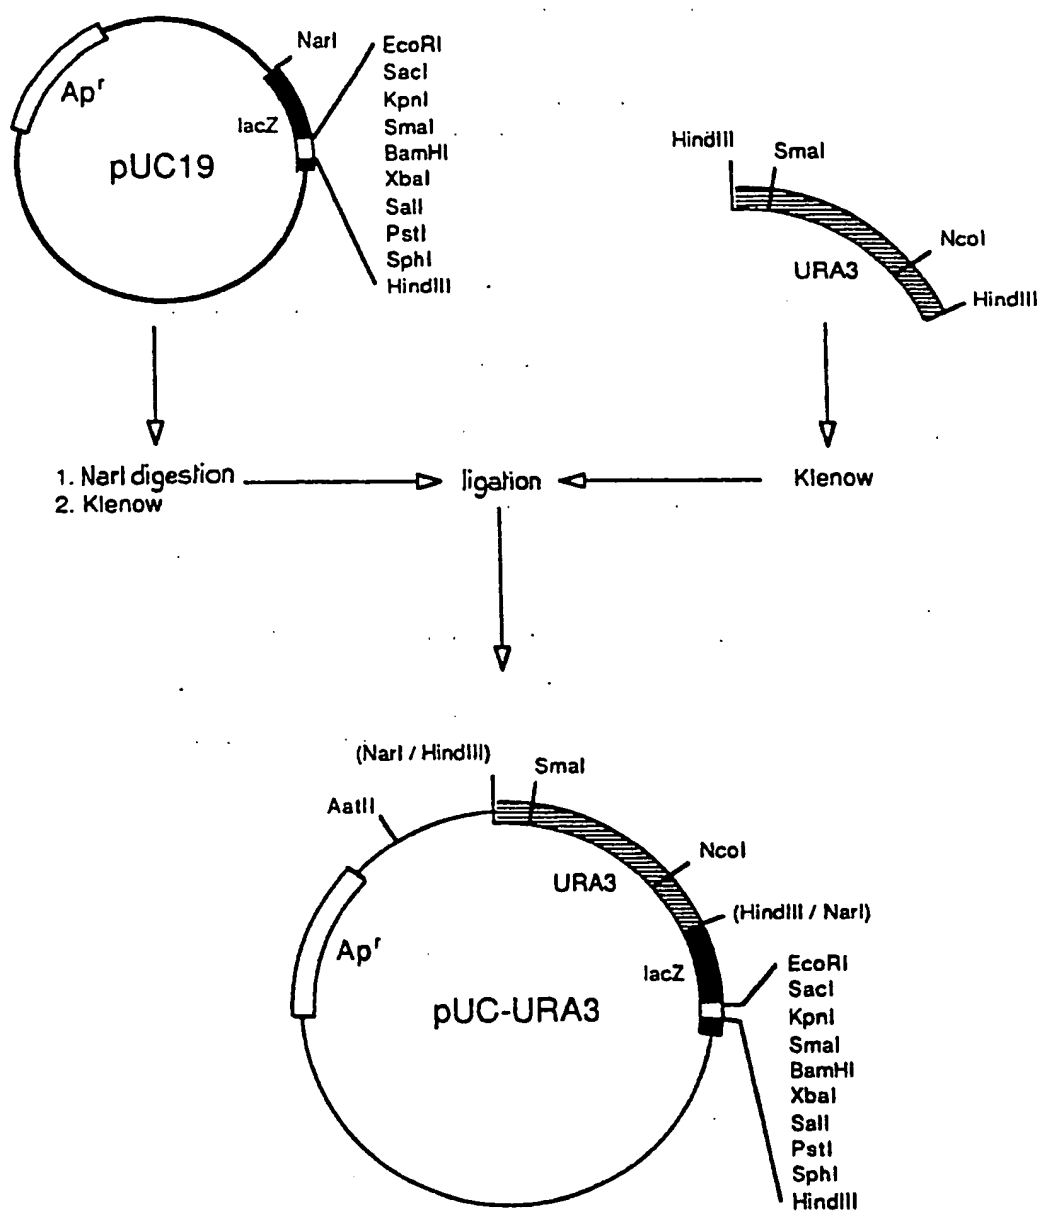 NarI
EcoRI
SacI
KpnI
SmaI
BamHI
XbaI
SalI
PstI
SphI
HindIII
Apʳ
lacZ
pUC19
HindIII
SmaI
NcoI
URA3
HindIII
1. NarI digestion
2. Klenow
ligation
Klenow
(NarI / HindIII)
SmaI
AatII
NcoI
URA3
(HindIII / NarI)
Apʳ
lacZ
pUC-URA3
EcoRI
SacI
KpnI
SmaI
BamHI
XbaI
SalI
PstI
SphI
HindIII